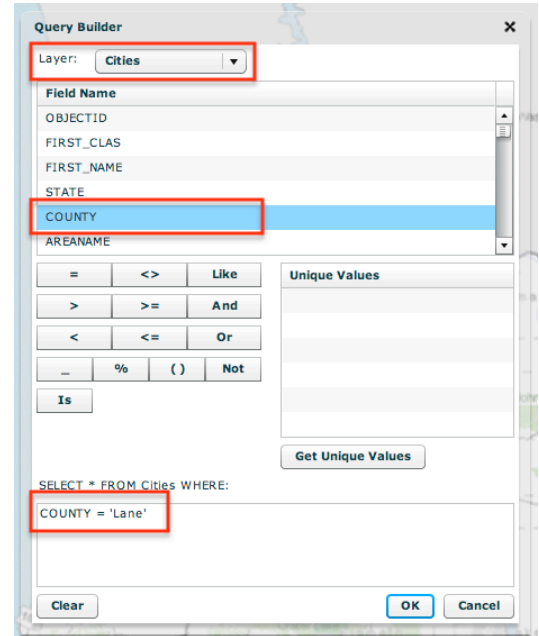 Query Builder
Layer: Cities
Field Name
OBJECTID
FIRST_CLAS
FIRST_NAME
STATE
COUNTY
AREANAME
= <> Like
> >= And
< <= Or
_ % () Not
Is
Unique Values
Get Unique Values
SELECT * FROM Cities WHERE:
COUNTY = 'Lane'
Clear OK Cancel